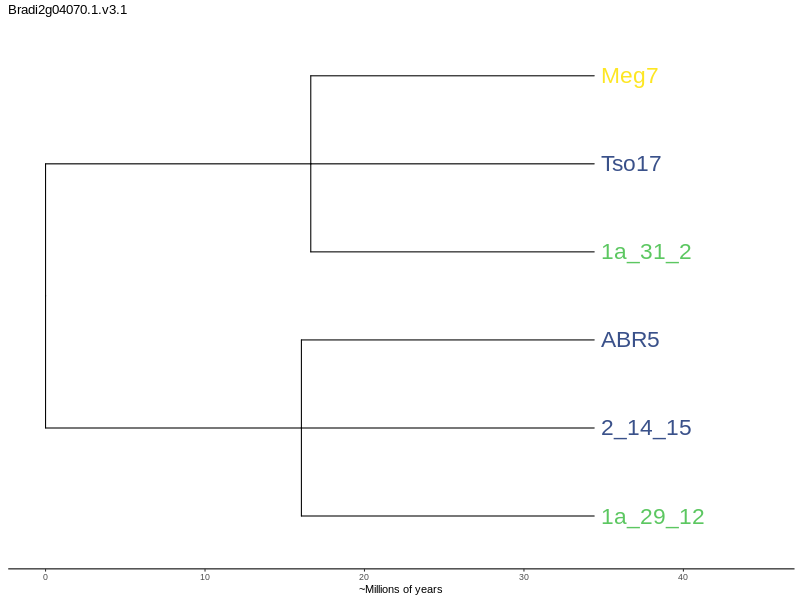 Bradi2g04070.1.v3.1
Meg7
Tso17
1a_31_2
ABR5
2_14_15
1a_29_12
0 10 20 30 40
~Millions of years